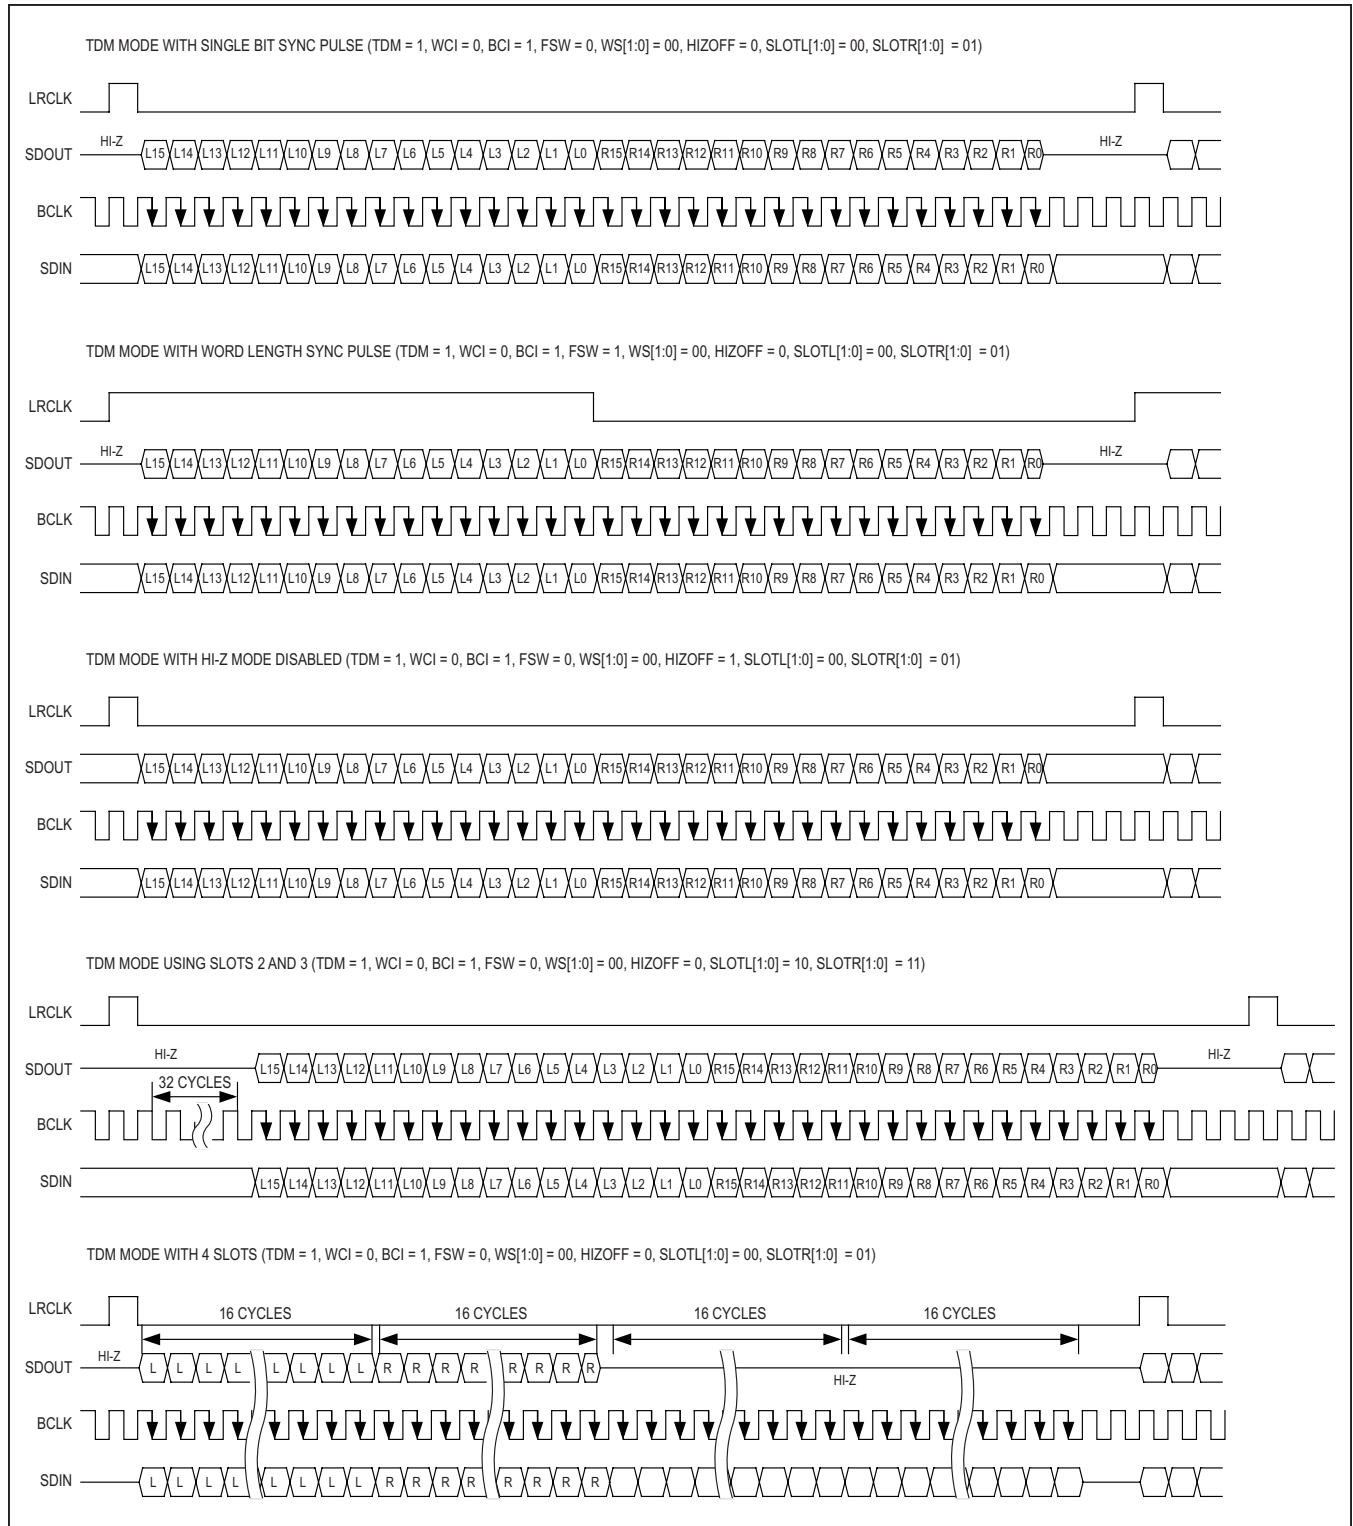 TDM MODE WITH SINGLE BIT SYNC PULSE (TDM = 1, WCI = 0, BCI = 1, FSW = 0, WS[1:0] = 00, HIZOFF = 0, SLOTL[1:0] = 00, SLOTR[1:0] = 01)
LRCLK
HI-Z HI-Z
SDOUT L15 L14 L13 L12 L11 L10 L9 L8 L7 L6 L5 L4 L3 L2 L1 L0 R15 R14 R13 R12 R11 R10 R9 R8 R7 R6 R5 R4 R3 R2 R1 R0
BCLK
SDIN L15 L14 L13 L12 L11 L10 L9 L8 L7 L6 L5 L4 L3 L2 L1 L0 R15 R14 R13 R12 R11 R10 R9 R8 R7 R6 R5 R4 R3 R2 R1 R0
TDM MODE WITH WORD LENGTH SYNC PULSE (TDM = 1, WCI = 0, BCI = 1, FSW = 1, WS[1:0] = 00, HIZOFF = 0, SLOTL[1:0] = 00, SLOTR[1:0] = 01)
LRCLK
HI-Z HI-Z
SDOUT L15 L14 L13 L12 L11 L10 L9 L8 L7 L6 L5 L4 L3 L2 L1 L0 R15 R14 R13 R12 R11 R10 R9 R8 R7 R6 R5 R4 R3 R2 R1 R0
BCLK
SDIN L15 L14 L13 L12 L11 L10 L9 L8 L7 L6 L5 L4 L3 L2 L1 L0 R15 R14 R13 R12 R11 R10 R9 R8 R7 R6 R5 R4 R3 R2 R1 R0
TDM MODE WITH HI-Z MODE DISABLED (TDM = 1, WCI = 0, BCI = 1, FSW = 0, WS[1:0] = 00, HIZOFF = 1, SLOTL[1:0] = 00, SLOTR[1:0] = 01)
LRCLK
SDOUT L15 L14 L13 L12 L11 L10 L9 L8 L7 L6 L5 L4 L3 L2 L1 L0 R15 R14 R13 R12 R11 R10 R9 R8 R7 R6 R5 R4 R3 R2 R1 R0
BCLK
SDIN L15 L14 L13 L12 L11 L10 L9 L8 L7 L6 L5 L4 L3 L2 L1 L0 R15 R14 R13 R12 R11 R10 R9 R8 R7 R6 R5 R4 R3 R2 R1 R0
TDM MODE USING SLOTS 2 AND 3 (TDM = 1, WCI = 0, BCI = 1, FSW = 0, WS[1:0] = 00, HIZOFF = 0, SLOTL[1:0] = 10, SLOTR[1:0] = 11)
LRCLK
HI-Z HI-Z
SDOUT L15 L14 L13 L12 L11 L10 L9 L8 L7 L6 L5 L4 L3 L2 L1 L0 R15 R14 R13 R12 R11 R10 R9 R8 R7 R6 R5 R4 R3 R2 R1 R0
32 CYCLES
BCLK
SDIN L15 L14 L13 L12 L11 L10 L9 L8 L7 L6 L5 L4 L3 L2 L1 L0 R15 R14 R13 R12 R11 R10 R9 R8 R7 R6 R5 R4 R3 R2 R1 R0
TDM MODE WITH 4 SLOTS (TDM = 1, WCI = 0, BCI = 1, FSW = 0, WS[1:0] = 00, HIZOFF = 0, SLOTL[1:0] = 00, SLOTR[1:0] = 01)
LRCLK 16 CYCLES 16 CYCLES 16 CYCLES 16 CYCLES
HI-Z
SDOUT L L L L L L L L R R R R R R R R
HI-Z
BCLK
SDIN L L L L L L L L R R R R R R R R